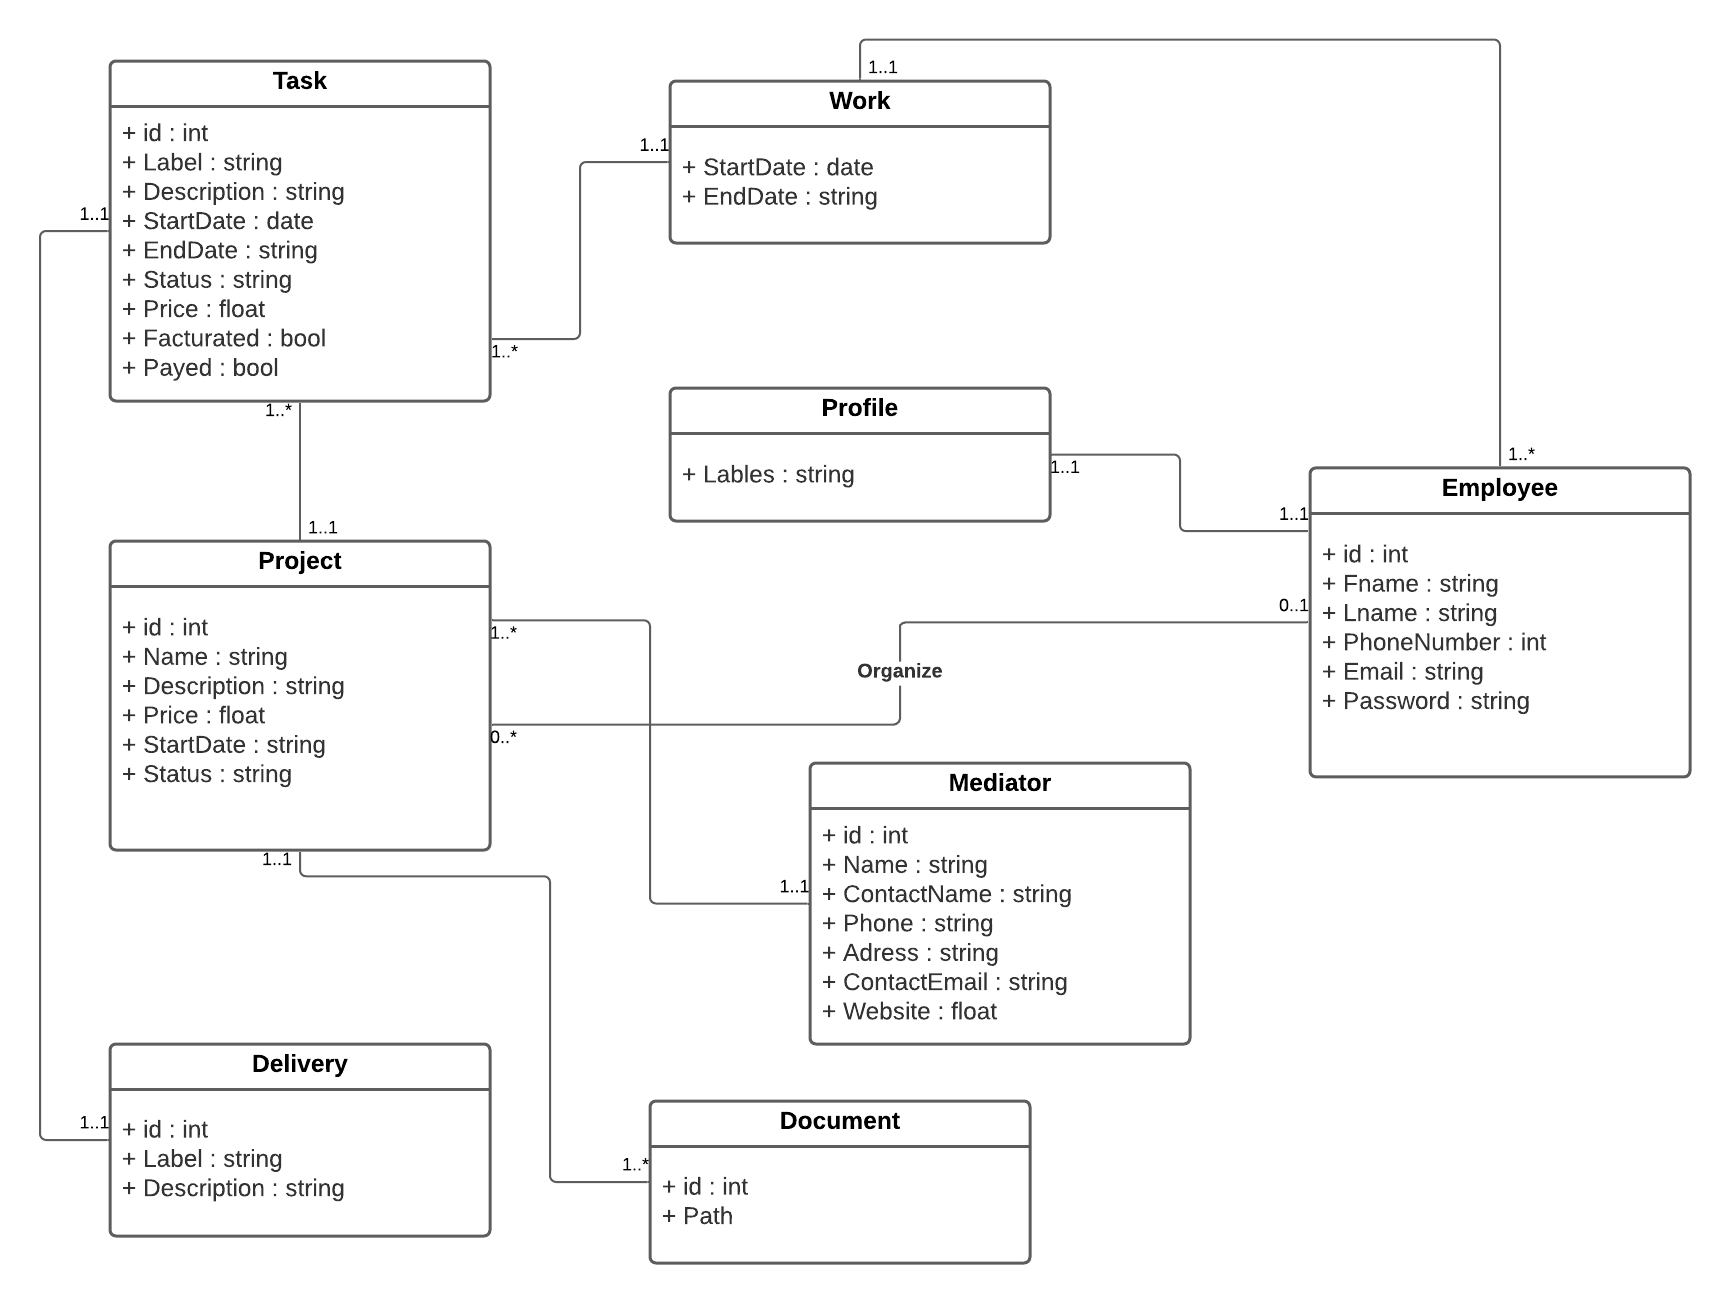 Task
+ id : int
+ Label : string
+ Description : string
+ StartDate : date
+ EndDate : string
+ Status : string
+ Price : float
+ Facturated : bool
+ Payed : bool
1..1
1..*
1..*
Work
+ StartDate : date
+ EndDate : string
1..1
1..1
Profile
+ Lables : string
1..1
Employee
+ id : int
+ Fname : string
+ Lname : string
+ PhoneNumber : int
+ Email : string
+ Password : string
1..*
1..1
0..1
Project
+ id : int
+ Name : string
+ Description : string
+ Price : float
+ StartDate : string
+ Status : string
1..1
1..*
0..*
1..1
Organize
Mediator
+ id : int
+ Name : string
+ ContactName : string
+ Phone : string
+ Adress : string
+ ContactEmail : string
+ Website : float
1..1
Delivery
+ id : int
+ Label : string
+ Description : string
1..1
Document
+ id : int
+ Path
1..*